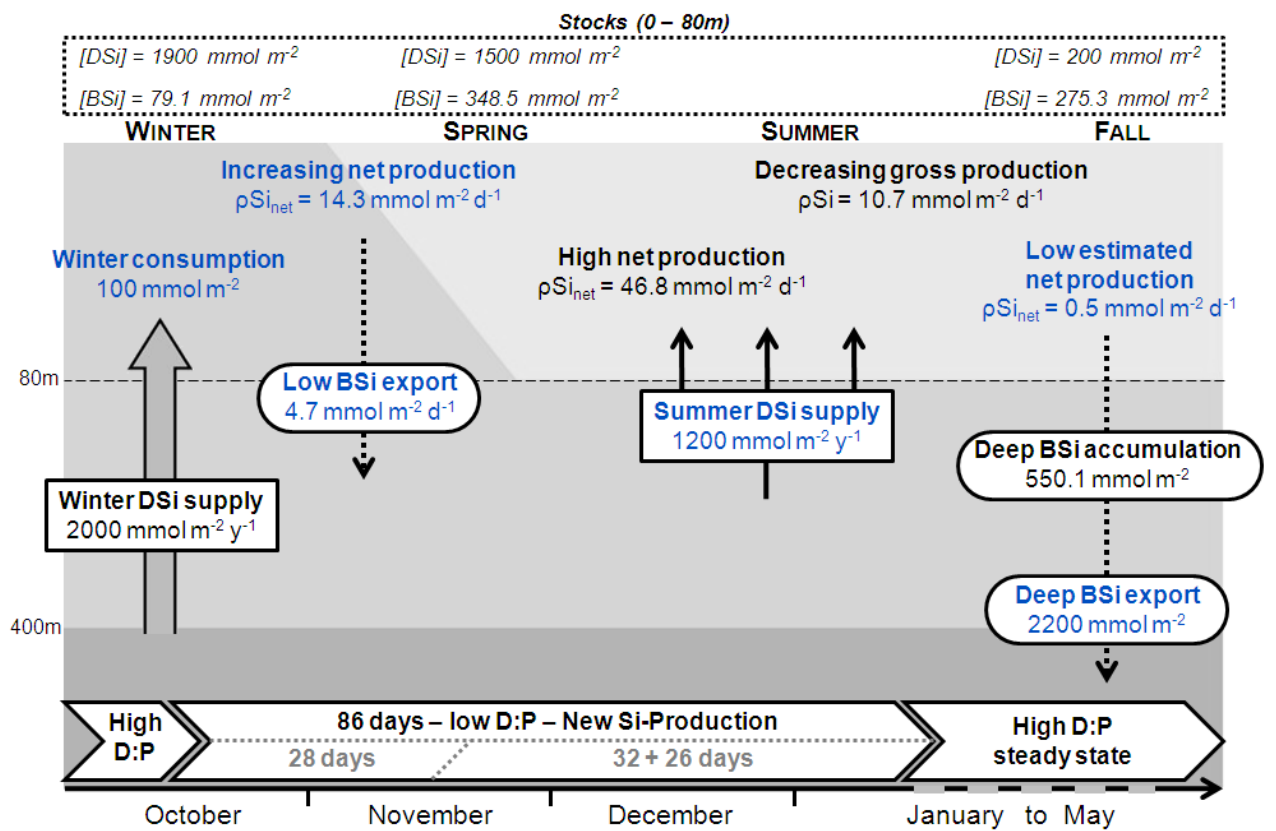 Stocks (0 – 80m)
[DSi] = 1900 mmol m-2
[DSi] = 1500 mmol m-2
[DSi] = 200 mmol m-2
[BSi] = 79.1 mmol m-2
[BSi] = 348.5 mmol m-2
[BSi] = 275.3 mmol m-2
WINTER
SPRING
SUMMER
FALL
Increasing net production
ρSinet = 14.3 mmol m-2 d-1
Decreasing gross production
ρSi = 10.7 mmol m-2 d-1
Winter consumption
100 mmol m-2
High net production
ρSinet = 46.8 mmol m-2 d-1
Low estimated
net production
ρSinet = 0.5 mmol m-2 d-1
80m
Low BSi export
4.7 mmol m-2 d-1
Summer DSi supply
1200 mmol m-2 y-1
Deep BSi accumulation
550.1 mmol m-2
Winter DSi supply
2000 mmol m-2 y-1
Deep BSi export
2200 mmol m-2
400m
High
D:P
86 days – low D:P – New Si-Production
28 days
32 + 26 days
High D:P
steady state
October
November
December
January to May